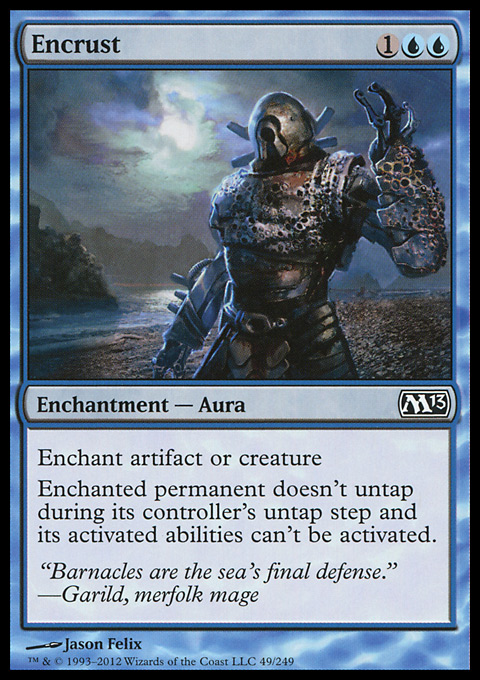 Encrust
1
Enchantment — Aura
M13
Enchant artifact or creature
Enchanted permanent doesn't untap
during its controller's untap step and
its activated abilities can't be activated.
"Barnacles are the sea's final defense."
—Garild, merfolk mage
Jason Felix
™ & © 1993–2012 Wizards of the Coast LLC 49/249